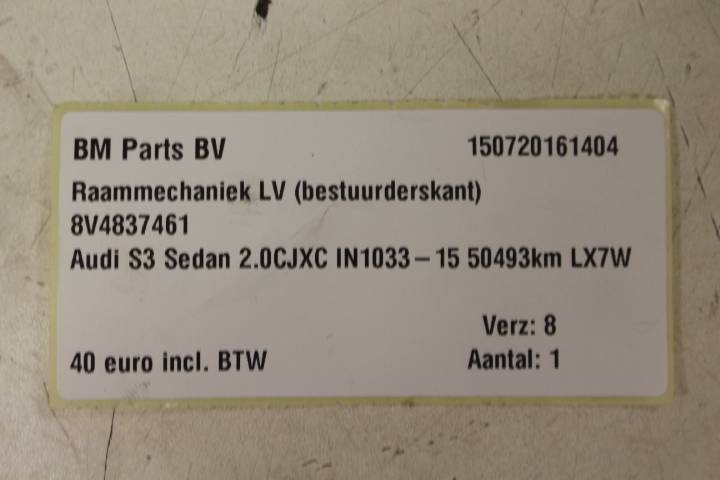 BM Parts BV 150720161404
Raammechaniek LV (bestuurderskant)
8V4837461
Audi S3 Sedan 2.0CJXC IN1033-15 50493km LX7W
Verz: 8
40 euro incl. BTW Aantal: 1